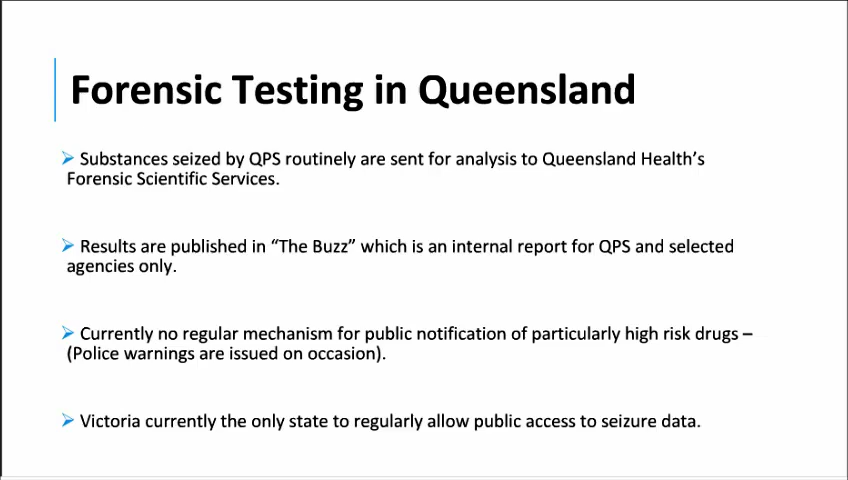 Forensic Testing in Queensland
➢ Substances seized by QPS routinely are sent for analysis to Queensland Health’s
Forensic Scientific Services.
➢ Results are published in “The Buzz” which is an internal report for QPS and selected
agencies only.
➢ Currently no regular mechanism for public notification of particularly high risk drugs –
(Police warnings are issued on occasion).
➢ Victoria currently the only state to regularly allow public access to seizure data.